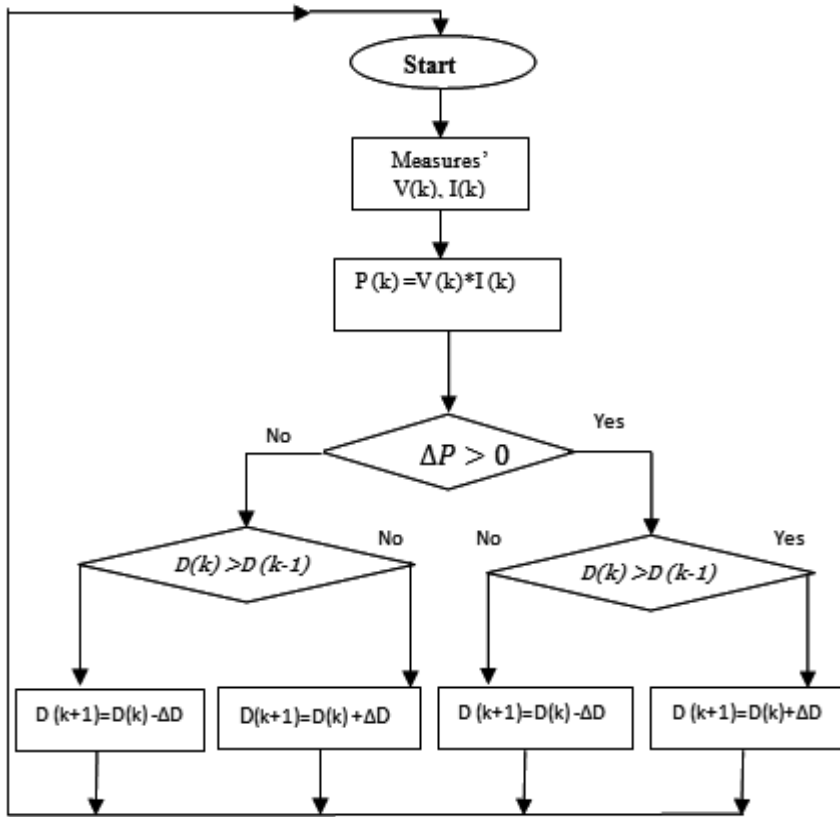 Start
Measures’
V(k), I(k)
P(k)=V(k)*I(k)
No
Yes
ΔP > 0
No
No
Yes
D(k) >D(k-1)
D(k) >D(k-1)
D(k+1)=D(k)-ΔD
D(k+1)=D(k)+ΔD
D(k+1)=D(k)-ΔD
D(k+1)=D(k)+ΔD